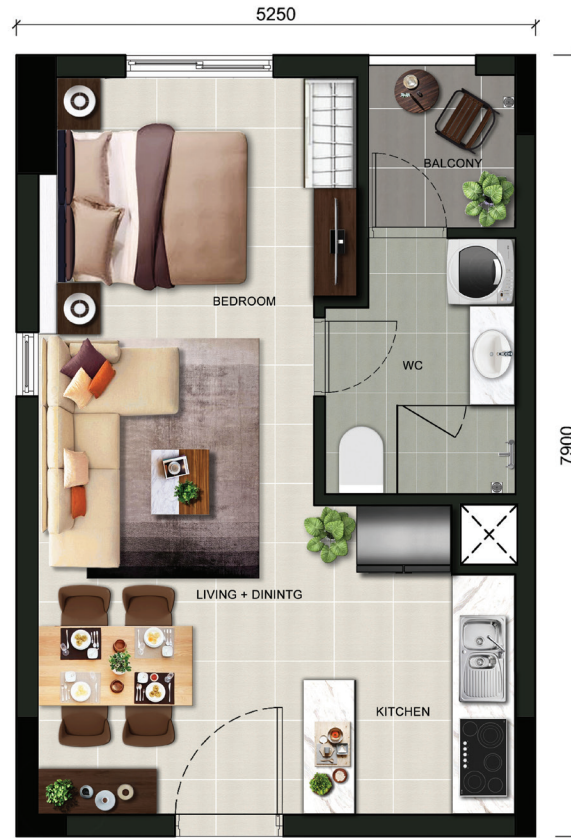 5250
BALCONY
BEDROOM
WC
7900
LIVING + DININTG
KITCHEN